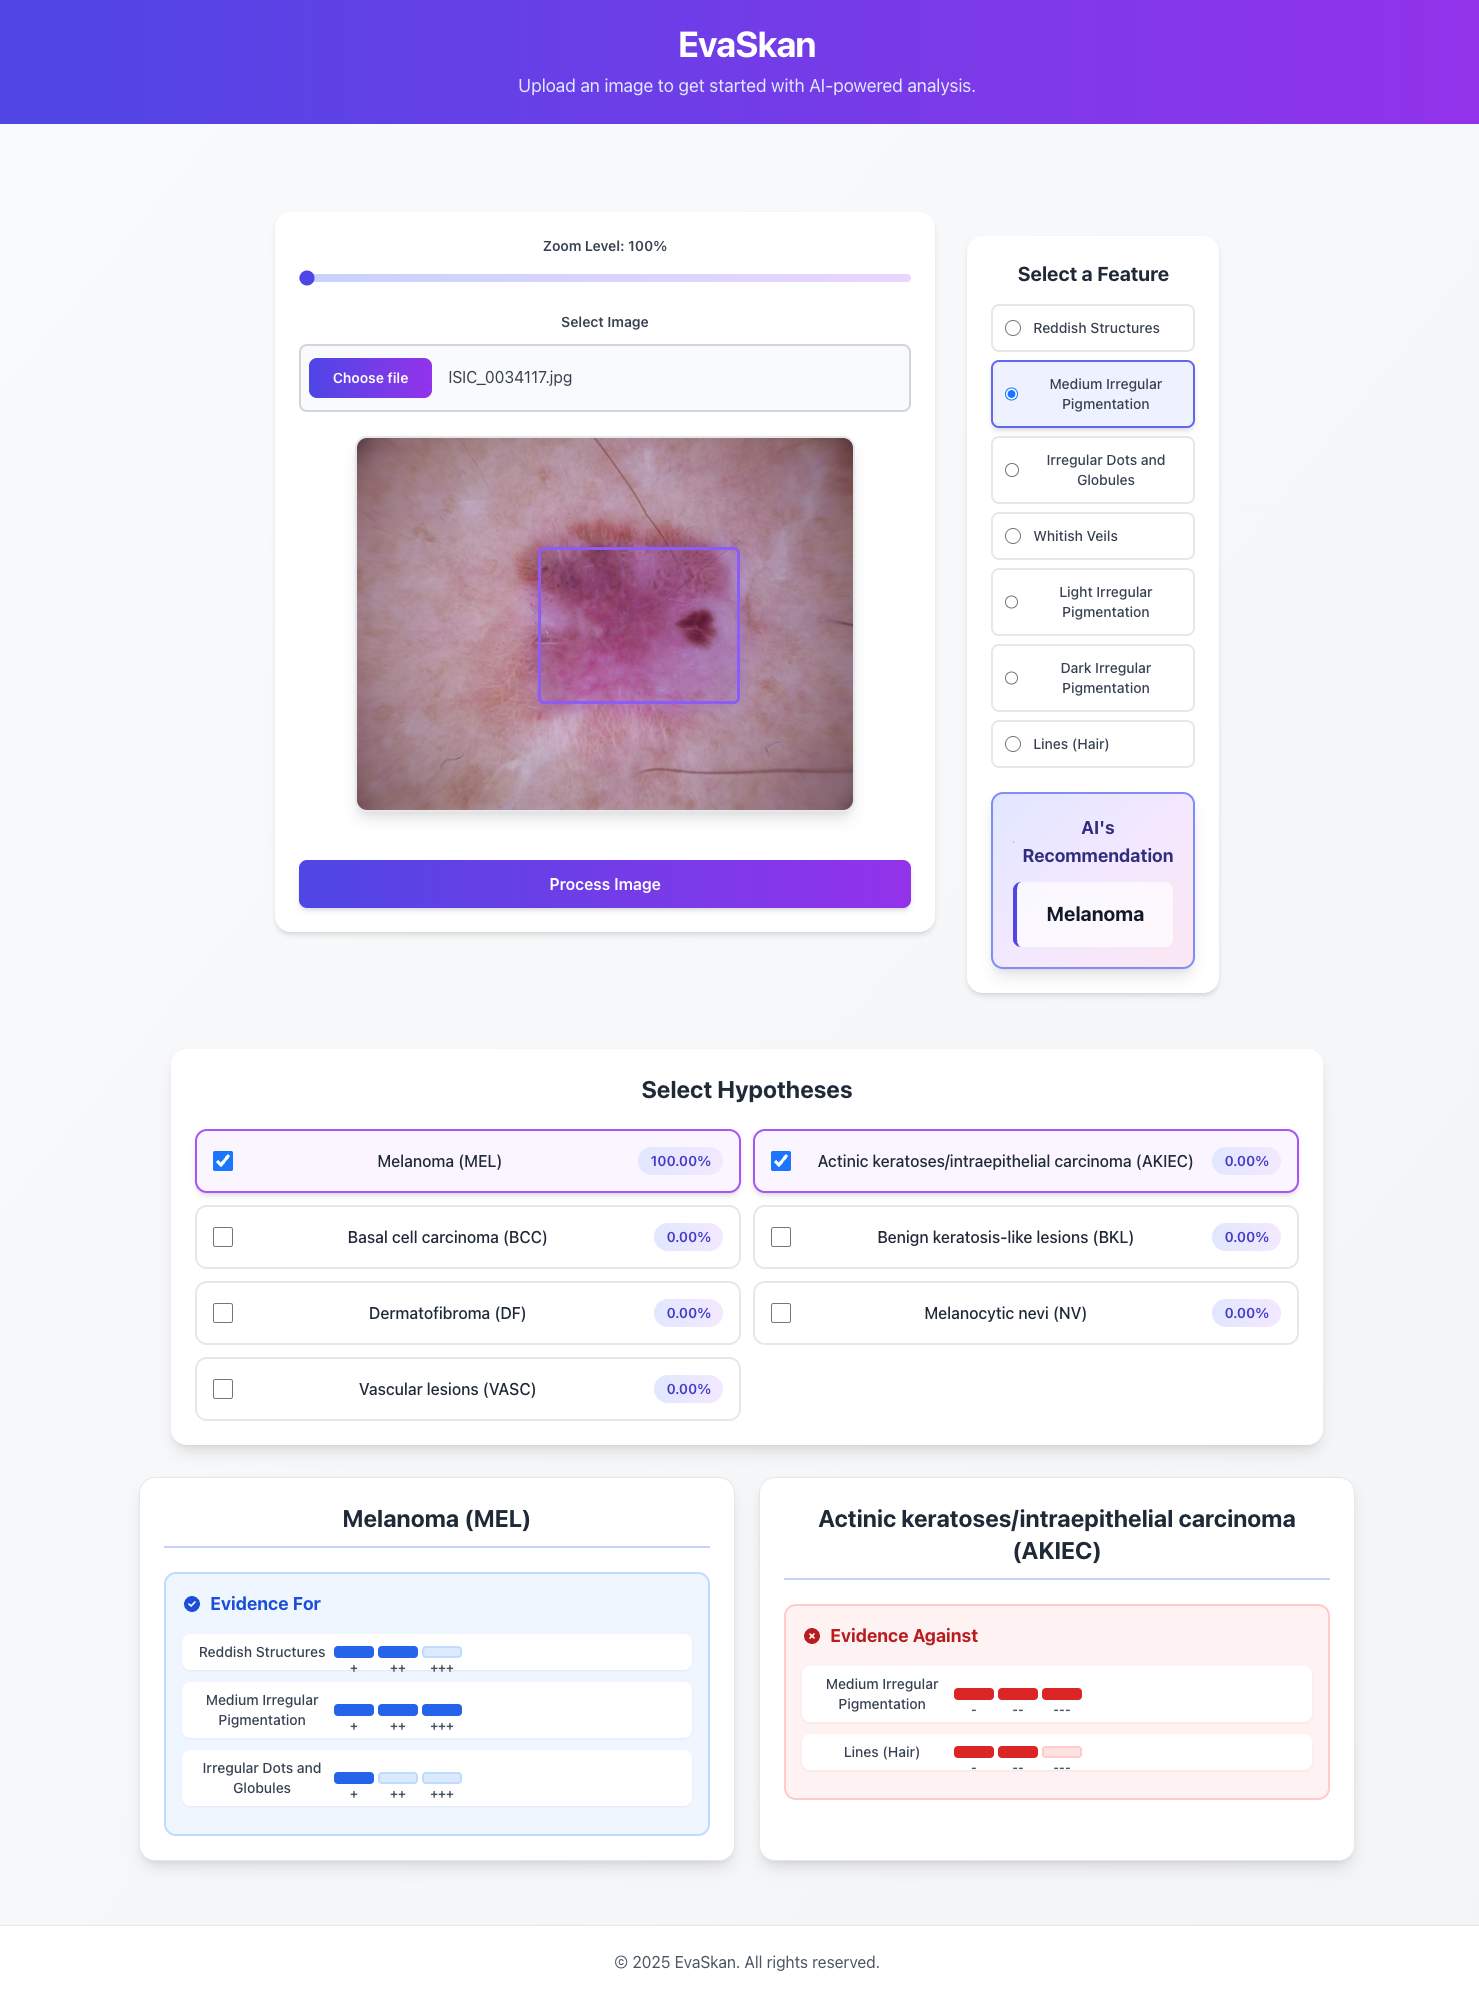 EvaSkan
Upload an image to get started with AI-powered analysis.
Zoom Level: 100%
Select Image
Choose file
ISIC_0034117.jpg
Process Image
Select a Feature
Reddish Structures
Medium Irregular
Pigmentation
Irregular Dots and
Globules
Whitish Veils
Light Irregular
Pigmentation
Dark Irregular
Pigmentation
Lines (Hair)
AI's
Recommendation
Melanoma
Select Hypotheses
Melanoma (MEL) 100.00%
Actinic keratoses/intraepithelial carcinoma (AKIEC) 0.00%
Basal cell carcinoma (BCC) 0.00%
Benign keratosis-like lesions (BKL) 0.00%
Dermatofibroma (DF) 0.00%
Melanocytic nevi (NV) 0.00%
Vascular lesions (VASC) 0.00%
Melanoma (MEL)
Evidence For
Reddish Structures
+ ++ +++
Medium Irregular
Pigmentation
+ ++ +++
Irregular Dots and
Globules
+ ++ +++
Actinic keratoses/intraepithelial carcinoma
(AKIEC)
Evidence Against
Medium Irregular
Pigmentation
- -- ---
Lines (Hair)
- -- ---
© 2025 EvaSkan. All rights reserved.